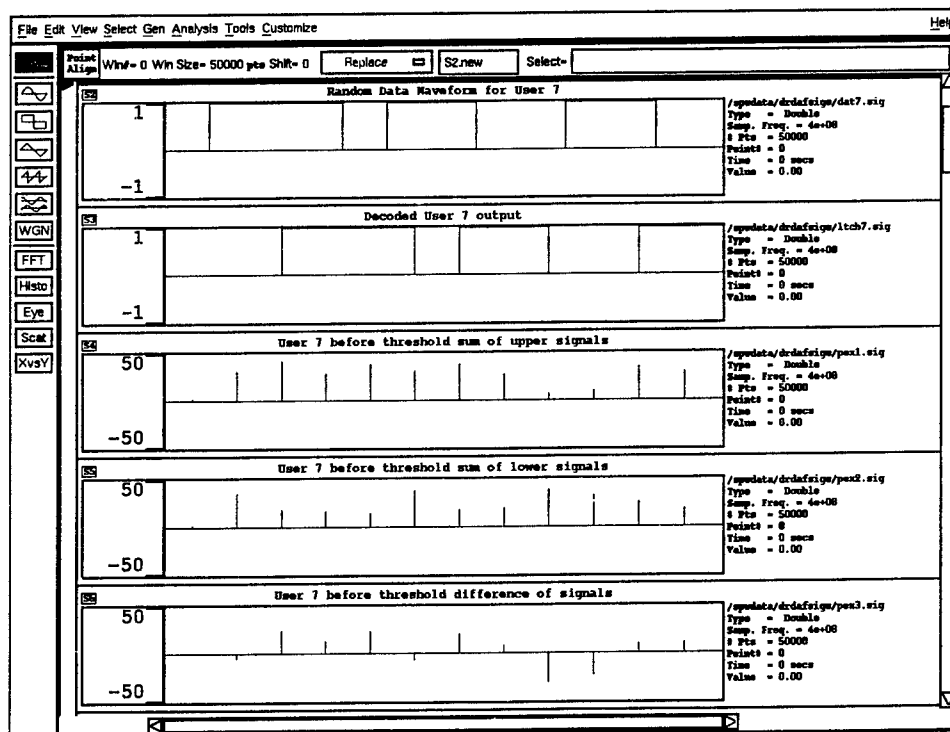 File Edit View Select Gen Analysis Tools Customize Help
Point Align Win#= 0 Win Size= 50000 pts Shift= 0 Replace S2.new Select=
S2 Random Data Waveform for User 7
1
-1
/spwdata/drdafsigs/dat7.sig
Type = Double
Samp. Freq. = 4e+08
# Pts = 50000
Point# = 0
Time = 0 secs
Value = 0.00
S3 Decoded User 7 output
1
-1
/spwdata/drdafsigs/ltch7.sig
Type = Double
Samp. Freq. = 4e+08
# Pts = 50000
Point# = 0
Time = 0 secs
Value = 0.00
S4 User 7 before threshold sum of upper signals
50
-50
/spwdata/drdafsigs/pex1.sig
Type = Double
Samp. Freq. = 4e+08
# Pts = 50000
Point# = 0
Time = 0 secs
Value = 0.00
S5 User 7 before threshold sum of lower signals
50
-50
/spwdata/drdafsigs/pex2.sig
Type = Double
Samp. Freq. = 4e+08
# Pts = 50000
Point# = 0
Time = 0 secs
Value = 0.00
S6 User 7 before threshold difference of signals
50
-50
/spwdata/drdafsigs/pex3.sig
Type = Double
Samp. Freq. = 4e+08
# Pts = 50000
Point# = 0
Time = 0 secs
Value = 0.00
WGN
FFT
Histo
Eye
Scat
XvsY